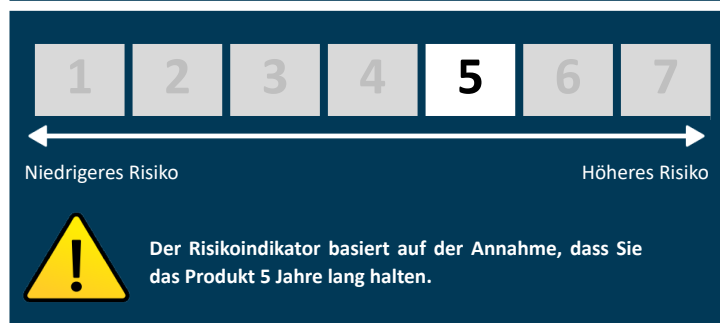 1 2 3 4 5 6 7
Niedrigeres Risiko Höheres Risiko
!
Der Risikoindikator basiert auf der Annahme, dass Sie
das Produkt 5 Jahre lang halten.